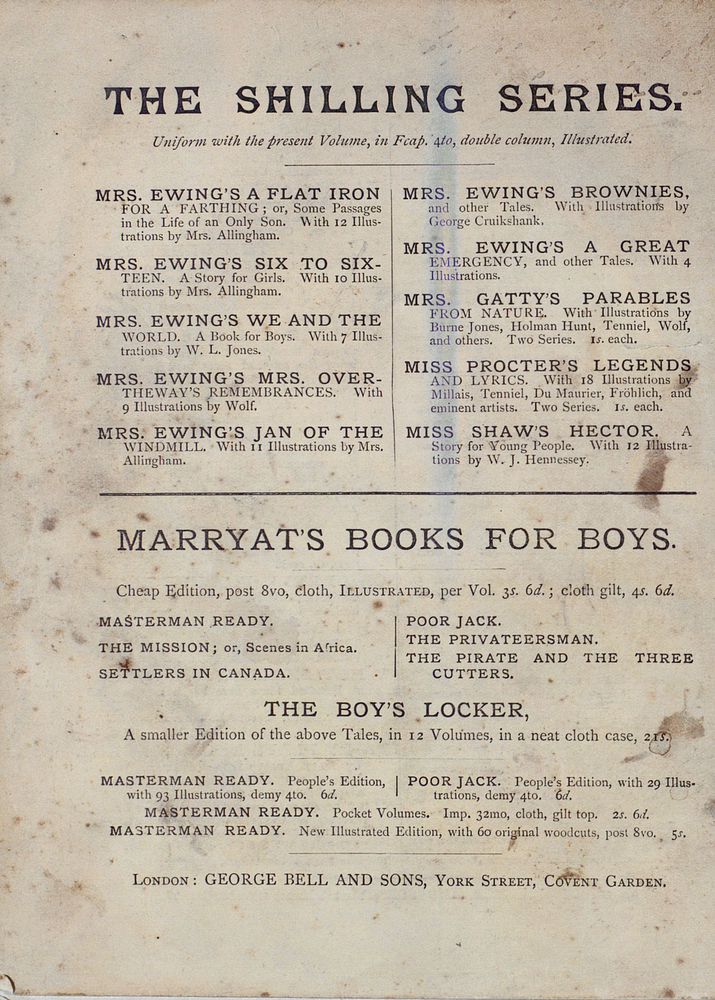 THE SHILLING SERIES.
Uniform with the present Volume, in Fcap. 4to, double column, Illustrated.
MRS. EWING'S A FLAT IRON
FOR A FARTHING; or, Some Passages
in the Life of an Only Son. With 12 Illus-
trations by Mrs. Allingham.
MRS. EWING'S SIX TO SIX-
TEEN. A Story for Girls. With 10 Illus-
trations by Mrs. Allingham.
MRS. EWING'S WE AND THE
WORLD. A Book for Boys. With 7 Illus-
trations by W. L. Jones.
MRS. EWING'S MRS. OVER-
THEWAY'S REMEMBRANCES. With
9 Illustrations by Wolf.
MRS. EWING'S JAN OF THE
WINDMILL. With 11 Illustrations by Mrs.
Allingham.
MRS. EWING'S BROWNIES,
and other Tales. With Illustrations by
George Cruikshank.
MRS. EWING'S A GREAT
EMERGENCY, and other Tales. With 4
Illustrations.
MRS. GATTY'S PARABLES
FROM NATURE. With Illustrations by
Burne Jones, Holman Hunt, Tenniel, Wolf,
and others. Two Series. 1s. each.
MISS PROCTER'S LEGENDS
AND LYRICS. With 18 Illustrations by
Millais, Tenniel, Du Maurier, Fröhlich, and
eminent artists. Two Series. 1s. each.
MISS SHAW'S HECTOR. A
Story for Young People. With 12 Illustra-
tions by W. J. Hennessey.
MARRYAT'S BOOKS FOR BOYS.
Cheap Edition, post 8vo, cloth, ILLUSTRATED, per Vol. 3s. 6d.; cloth gilt, 4s. 6d.
MASTERMAN READY.
THE MISSION; or, Scenes in Africa.
SETTLERS IN CANADA.
POOR JACK.
THE PRIVATEERSMAN.
THE PIRATE AND THE THREE
CUTTERS.
THE BOY'S LOCKER,
A smaller Edition of the above Tales, in 12 Volumes, in a neat cloth case, 21s.
MASTERMAN READY. People's Edition,
with 93 Illustrations, demy 4to. 6d.
POOR JACK. People's Edition, with 29 Illus-
trations, demy 4to. 6d.
MASTERMAN READY. Pocket Volumes. Imp. 32mo, cloth, gilt top. 2s. 6d.
MASTERMAN READY. New Illustrated Edition, with 60 original woodcuts, post 8vo. 5s.
LONDON: GEORGE BELL AND SONS, YORK STREET, COVENT GARDEN.